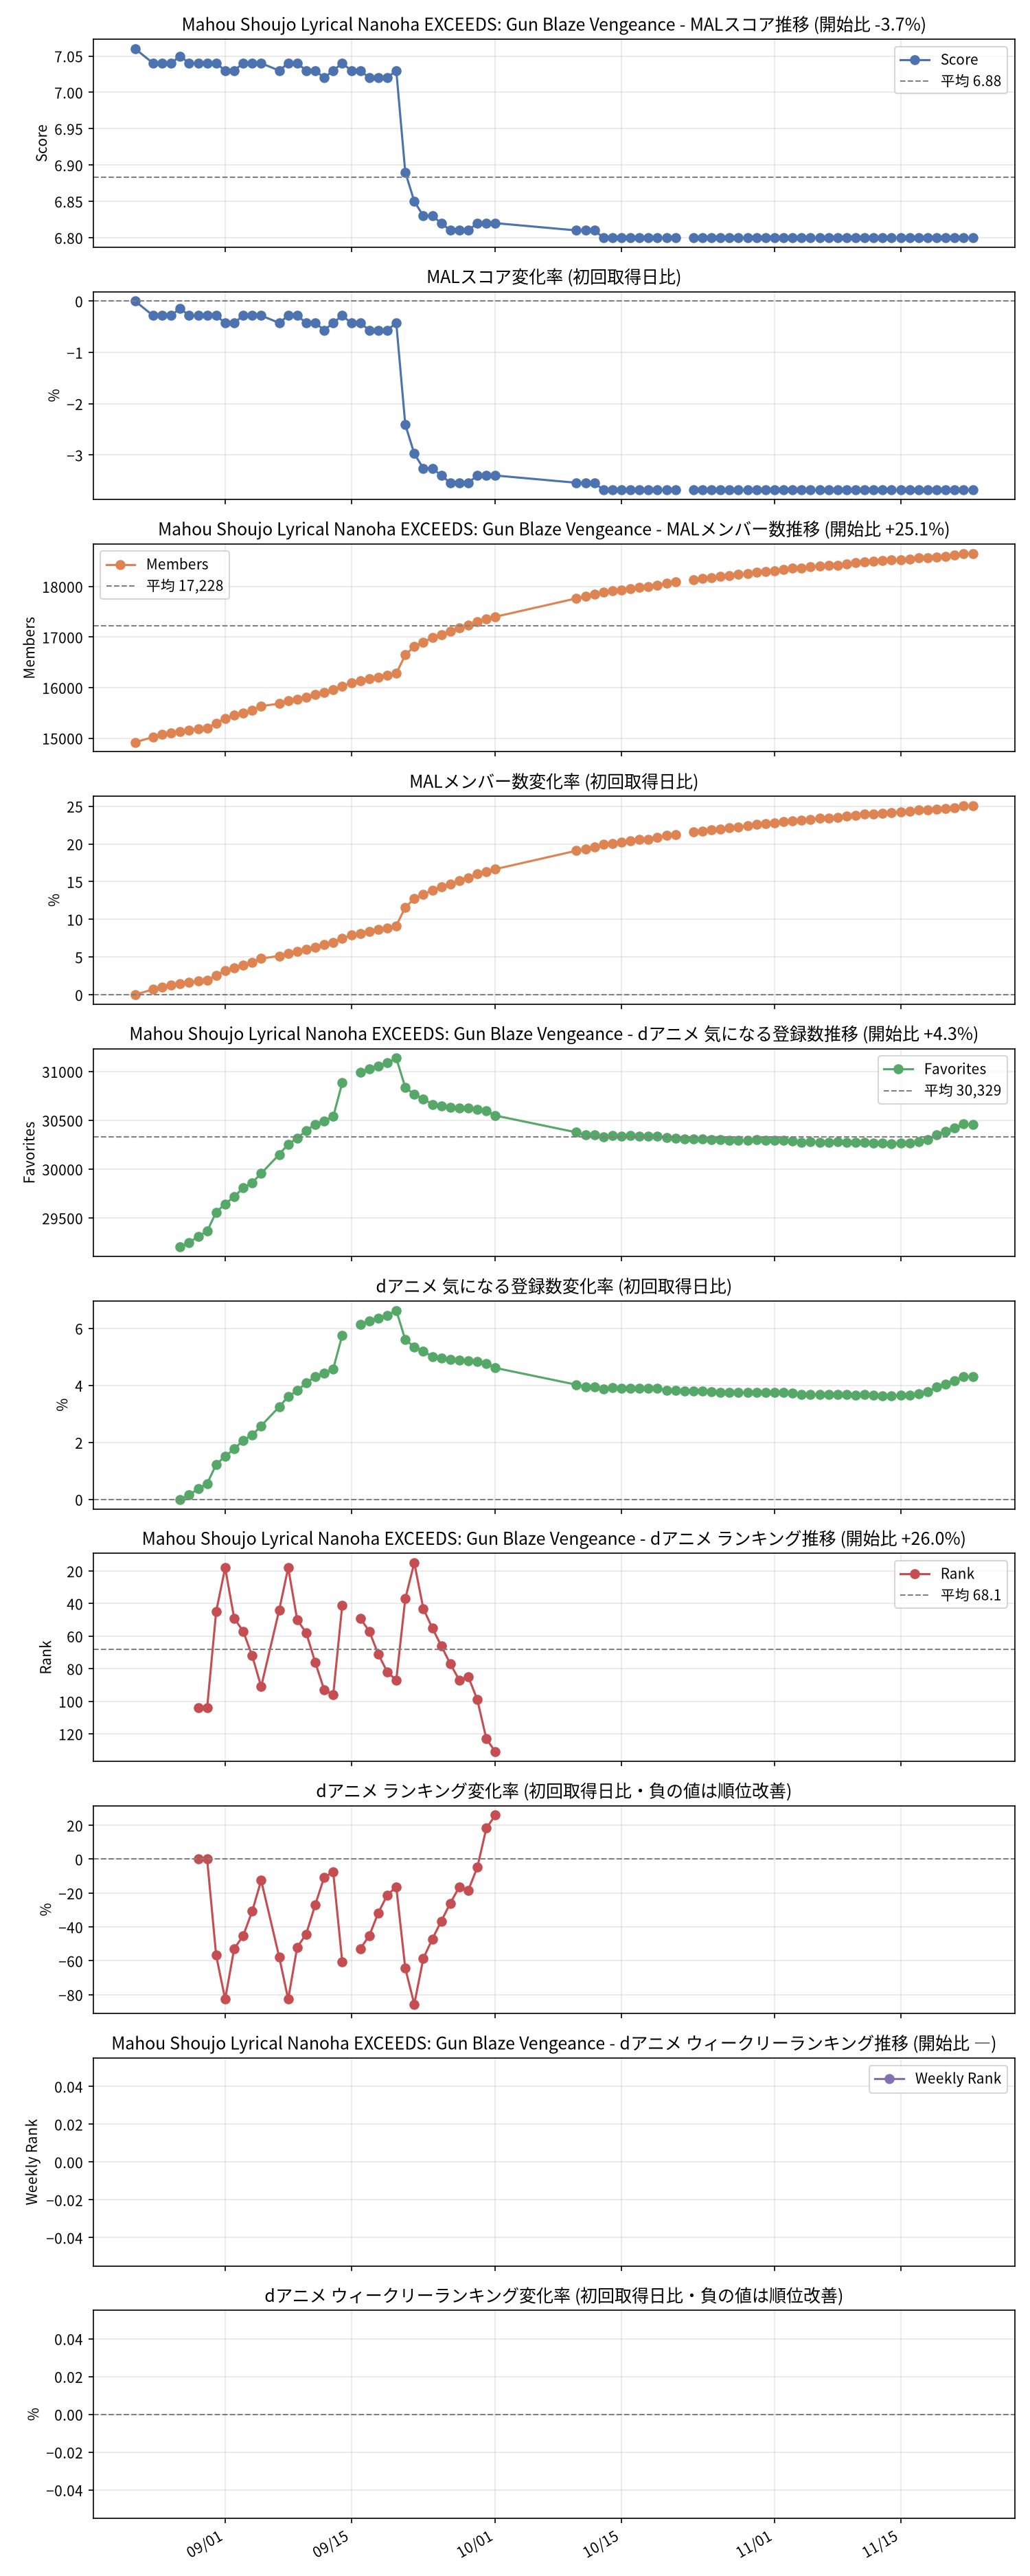 Mahou Shoujo Lyrical Nanoha EXCEEDS: Gun Blaze Vengeance - MALスコア推移 (開始比 -3.7%)
7.05
7.00
6.95
6.90
6.85
6.80
Score
Score
平均 6.88
MALスコア変化率 (初回取得日比)
0
−1
−2
−3
%
Mahou Shoujo Lyrical Nanoha EXCEEDS: Gun Blaze Vengeance - MALメンバー数推移 (開始比 +25.1%)
Members
平均 17,228
18000
17000
16000
15000
Members
MALメンバー数変化率 (初回取得日比)
25
20
15
10
5
0
%
Mahou Shoujo Lyrical Nanoha EXCEEDS: Gun Blaze Vengeance - dアニメ 気になる登録数推移 (開始比 +4.3%)
31000
30500
30000
29500
Favorites
Favorites
平均 30,329
dアニメ 気になる登録数変化率 (初回取得日比)
6
4
2
0
%
Mahou Shoujo Lyrical Nanoha EXCEEDS: Gun Blaze Vengeance - dアニメ ランキング推移 (開始比 +26.0%)
20
40
60
80
100
120
Rank
Rank
平均 68.1
dアニメ ランキング変化率 (初回取得日比・負の値は順位改善)
20
0
−20
−40
−60
−80
%
Mahou Shoujo Lyrical Nanoha EXCEEDS: Gun Blaze Vengeance - dアニメ ウィークリーランキング推移 (開始比 —)
0.04
0.02
0.00
−0.02
−0.04
Weekly Rank
Weekly Rank
dアニメ ウィークリーランキング変化率 (初回取得日比・負の値は順位改善)
0.04
0.02
0.00
−0.02
−0.04
%
09/01
09/15
10/01
10/15
11/01
11/15